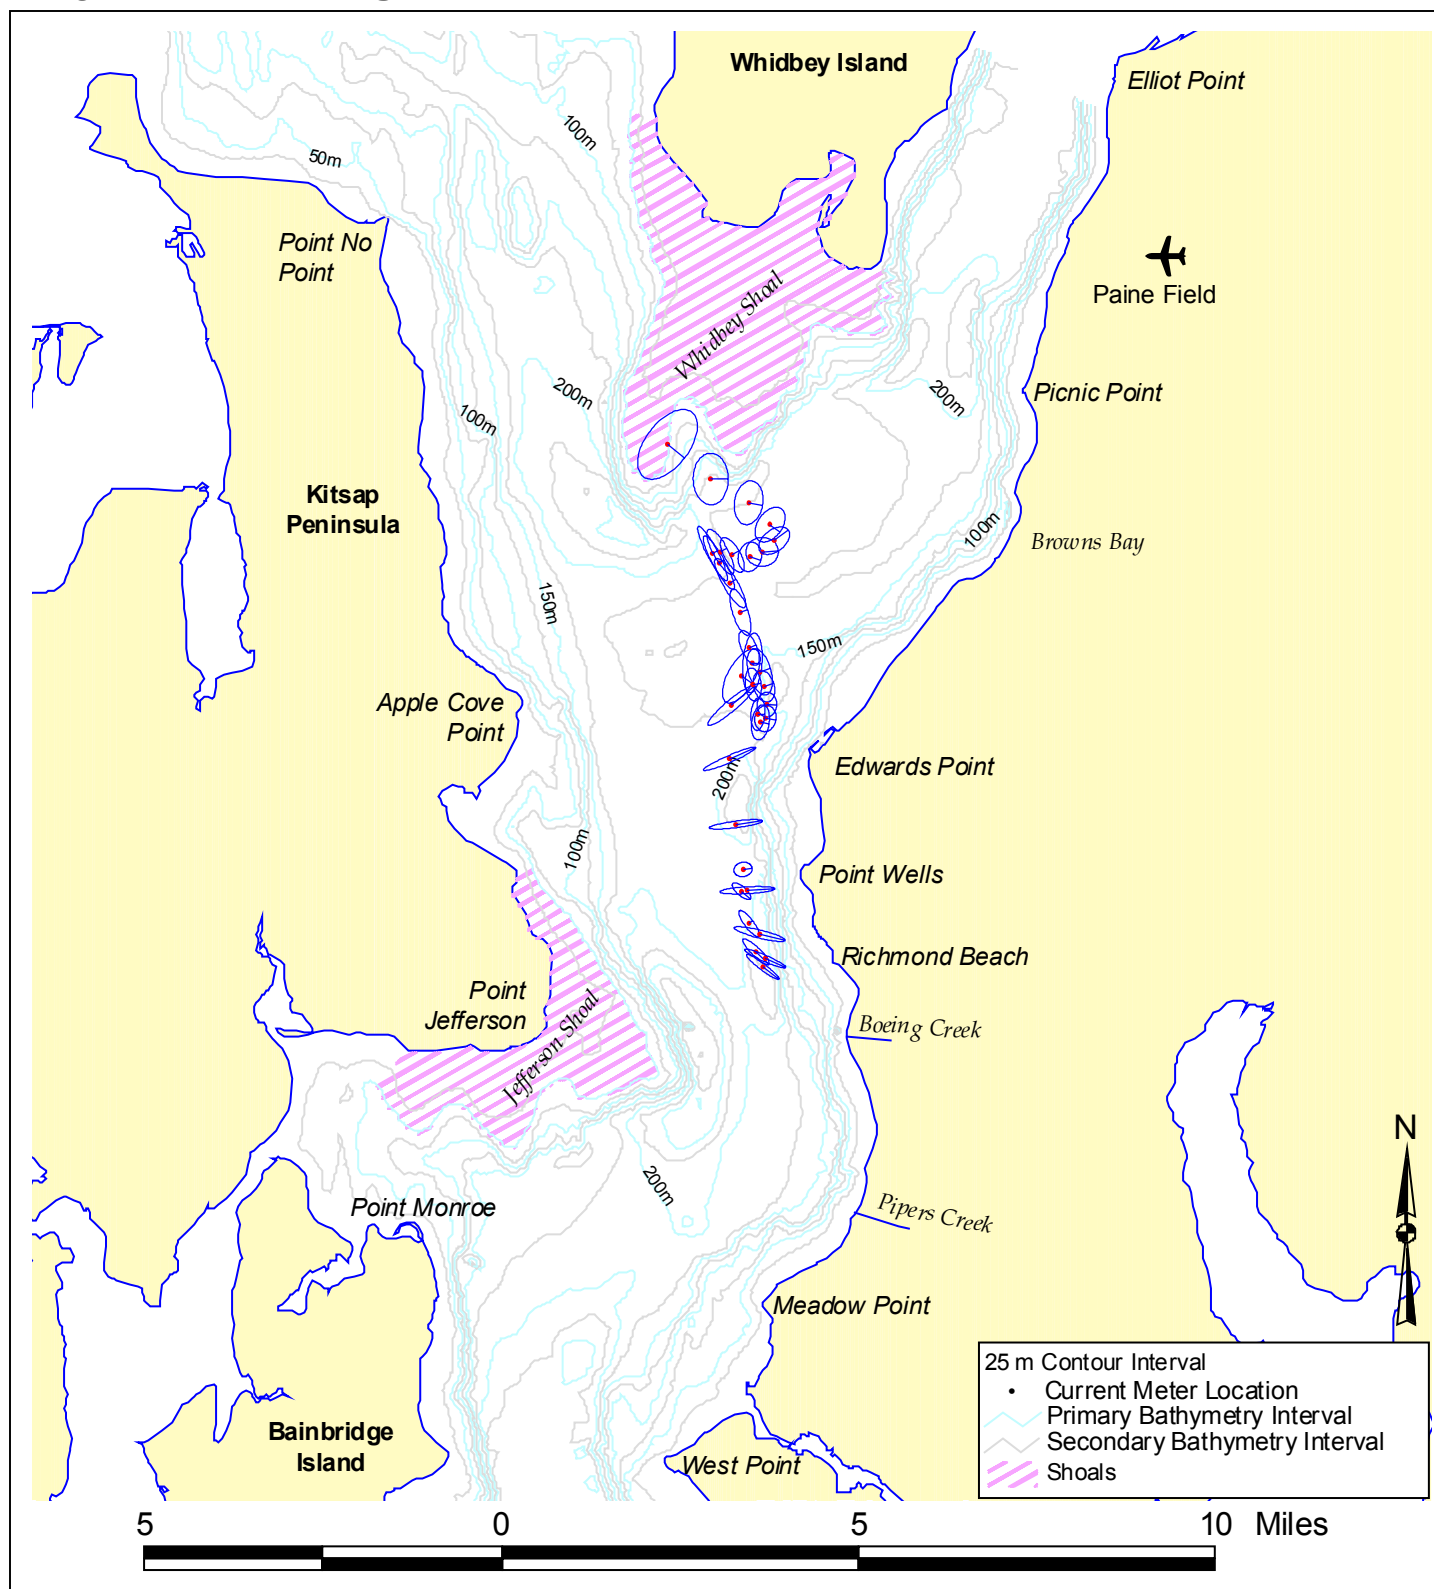 Whidbey Island
Elliot Point
100m
50m
Point No
Point
Paine Field
Whidbey Shoal
200m
200m
Picnic Point
100m
Kitsap
Peninsula
100m
Browns Bay
150m
150m
Apple Cove
Point
Edwards Point
200m
100m
Point Wells
Richmond Beach
Point
Jefferson
Jefferson Shoal
Boeing Creek
N
200m
Point Monroe
Pipers Creek
Meadow Point
25 m Contour Interval
Current Meter Location
Primary Bathymetry Interval
Secondary Bathymetry Interval
Shoals
Bainbridge
Island
West Point
5 0 5 10 Miles